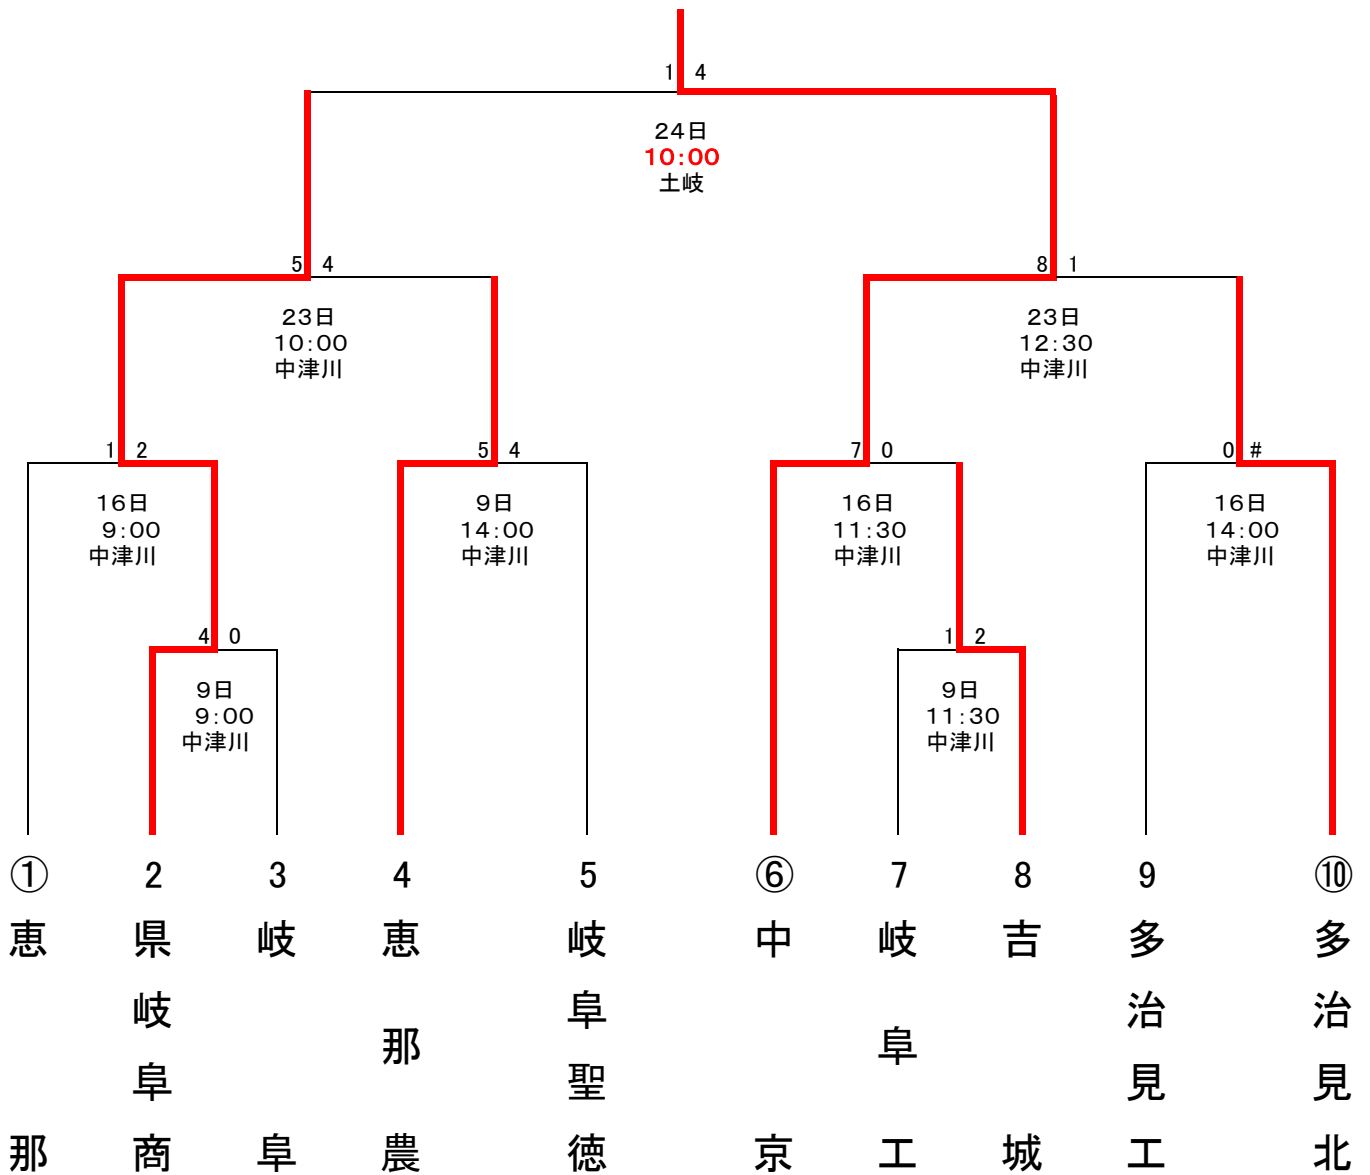 1 4
24日
10:00
土岐
5 4
8 1
23日
10:00
中津川
23日
12:30
中津川
1 2
5 4
7 0
0 #
16日
9:00
中津川
9日
14:00
中津川
16日
11:30
中津川
16日
14:00
中津川
4 0
1 2
9日
9:00
中津川
9日
11:30
中津川
① 2 3 4 5 ⑥ 7 8 9 ⑩
恵那
県岐阜商
岐阜
恵那農
岐阜聖徳
中京
岐阜工
吉城
多治見工
多治見北